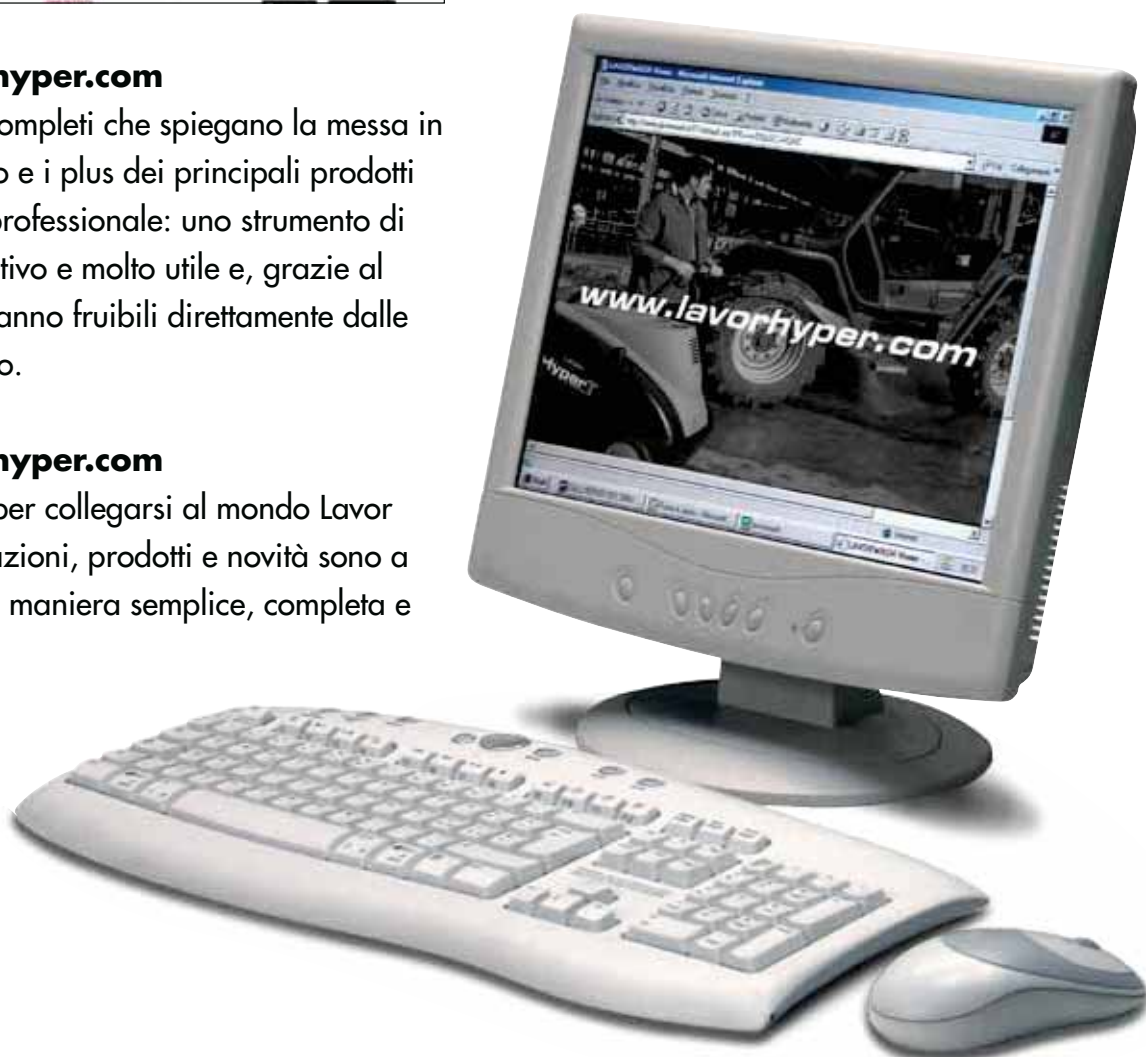 hyper.com
ompleti che spiegano la messa in
o e i plus dei principali prodotti
professionale: uno strumento di
tivo e molto utile e, grazie al
anno fruibili direttamente dalle
o.
hyper.com
per collegarsi al mondo Lavor
azioni, prodotti e novità sono a
maniera semplice, completa e
www.lavorhyper.com
Hyper